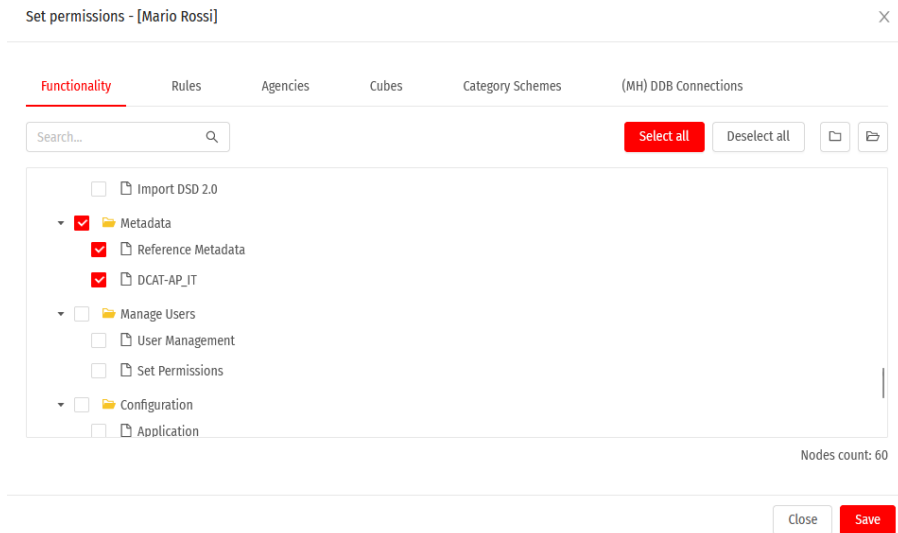 Set permissions - [Mario Rossi]
Functionality Rules Agencies Cubes Category Schemes (MH) DDB Connections
Search... Select all Deselect all
Import DSD 2.0
Metadata
Reference Metadata
DCAT-AP_IT
Manage Users
User Management
Set Permissions
Configuration
Application
Nodes count: 60
Close Save